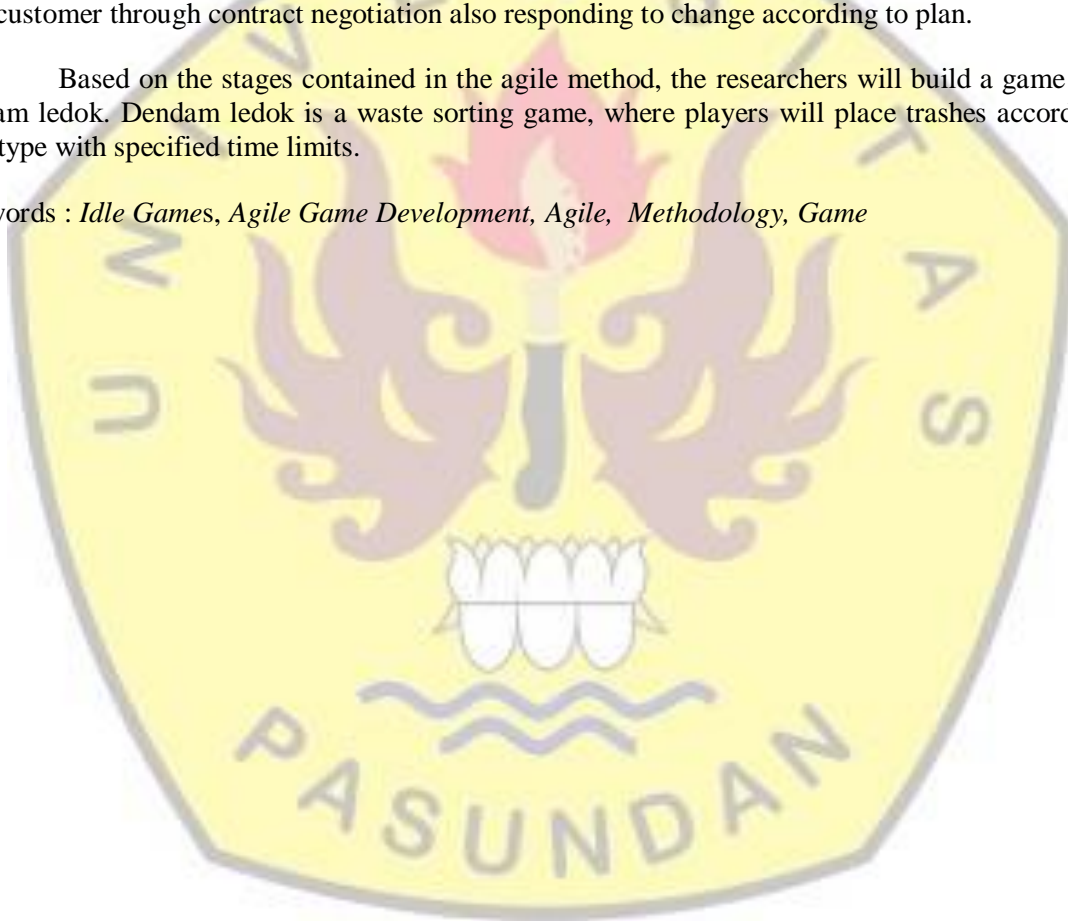 customer through contract negotiation also responding to change according to plan.
Based on the stages contained in the agile method, the researchers will build a game
am ledok. Dendam ledok is a waste sorting game, where players will place trashes accord
type with specified time limits.
words : Idle Games, Agile Game Development, Agile, Methodology, Game
UNIVERSITAS
PASUNDAN